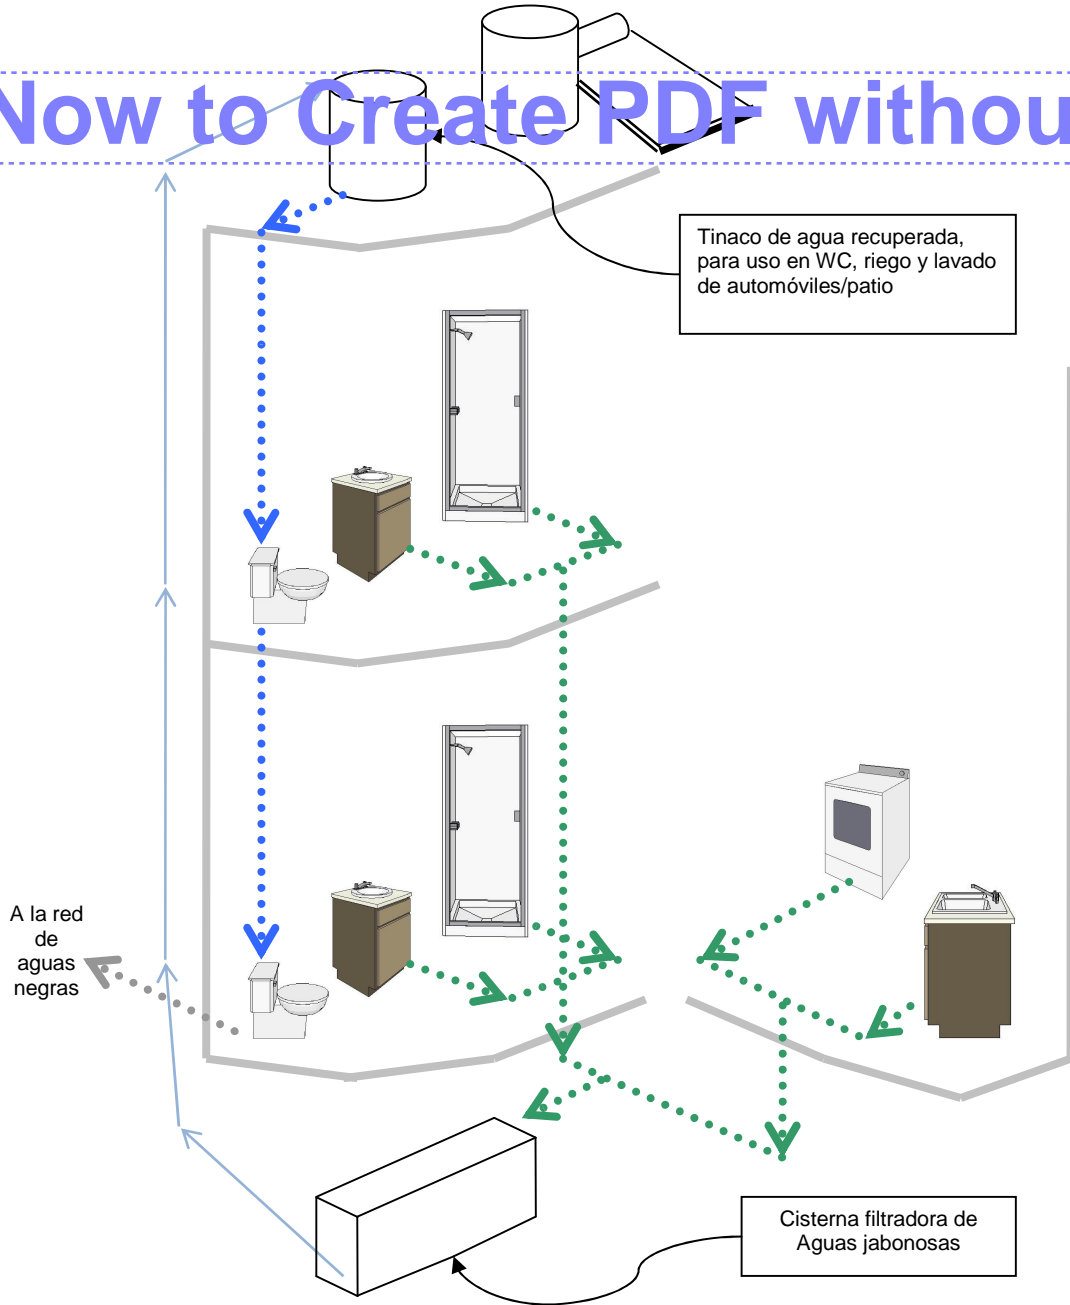 Now to Create PDF withou
Tinaco de agua recuperada,
para uso en WC, riego y lavado
de automóviles/patio
A la red
de
aguas
negras
Cisterna filtradora de
Aguas jabonosas